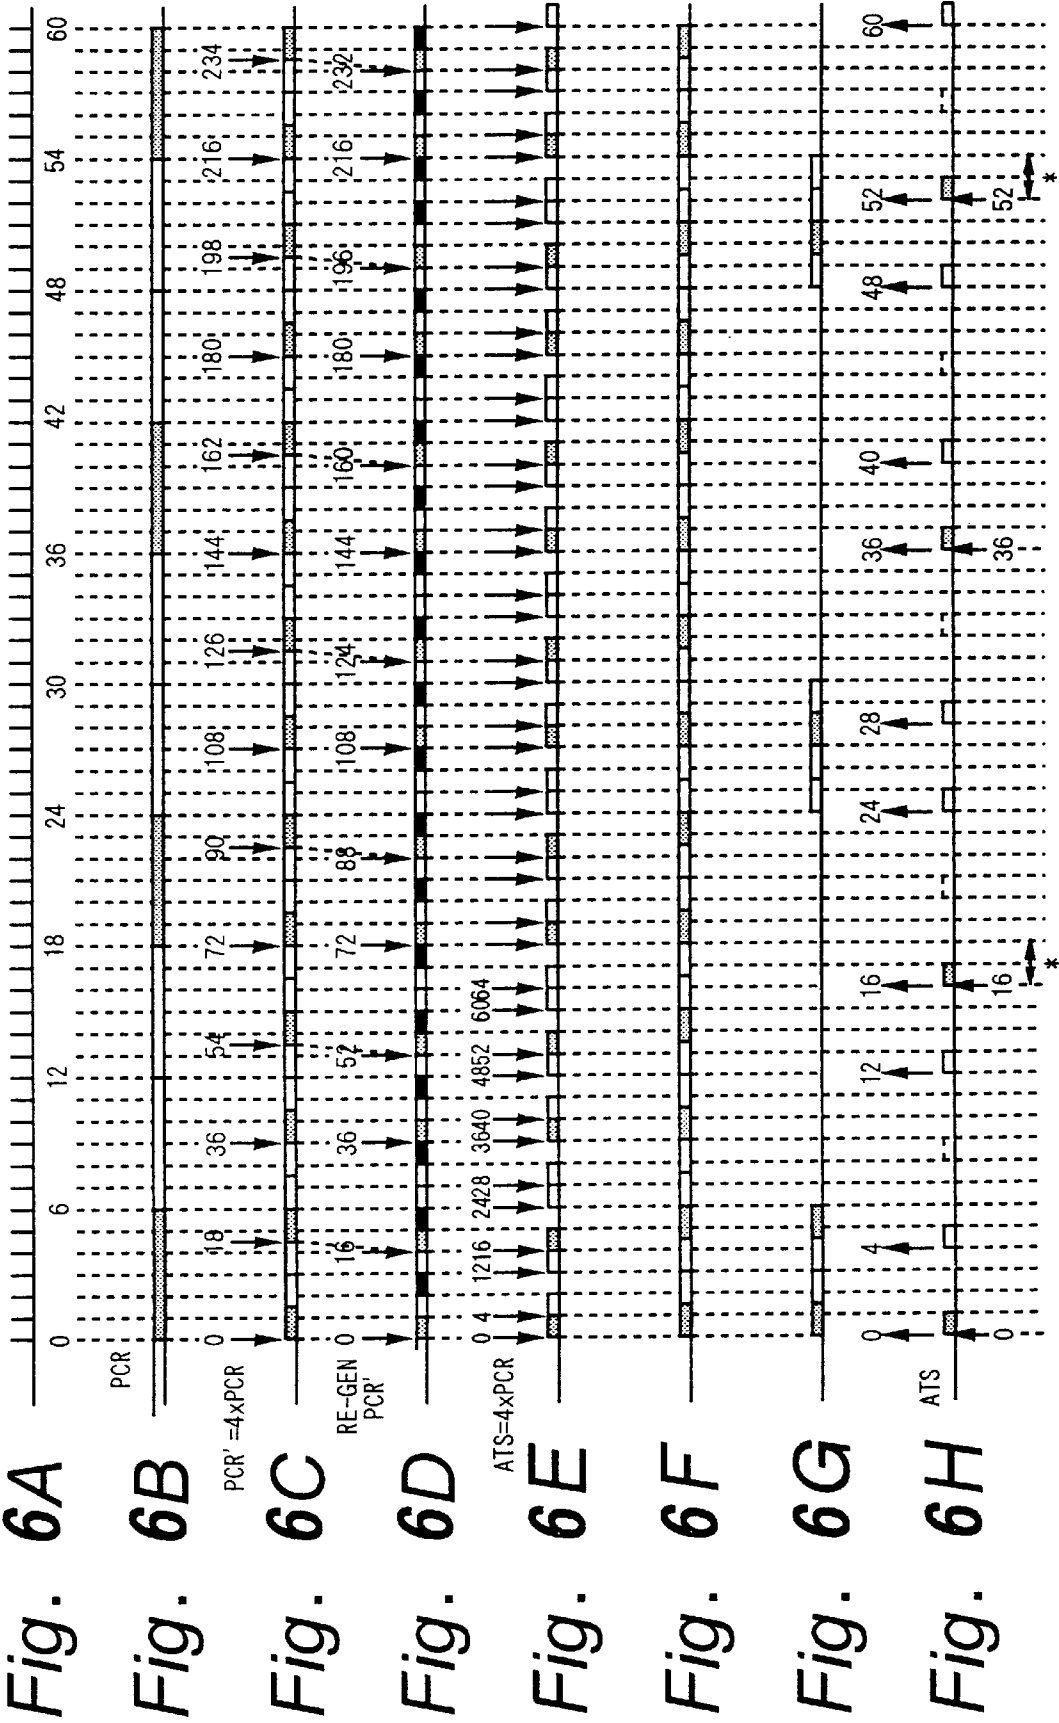 Fig. 6A
0 6 12 18 24 30 36 42 48 54 60
Fig. 6B
PCR
Fig. 6C
PCR'=4xPCR
0 18 36 54 72 90 108 126 144 162 180 198 216 234
Fig. 6D
RE-GEN
PCR'
0 16 36 52 72 88 108 124 144 160 180 196 216 232
Fig. 6E
ATS=4xPCR
0 4 1216 2428 3640 4852 6064
Fig. 6F
Fig. 6G
Fig. 6H
ATS
0 4 12 16 24 28 36 40 48 52 60
0 16 36 52
* *